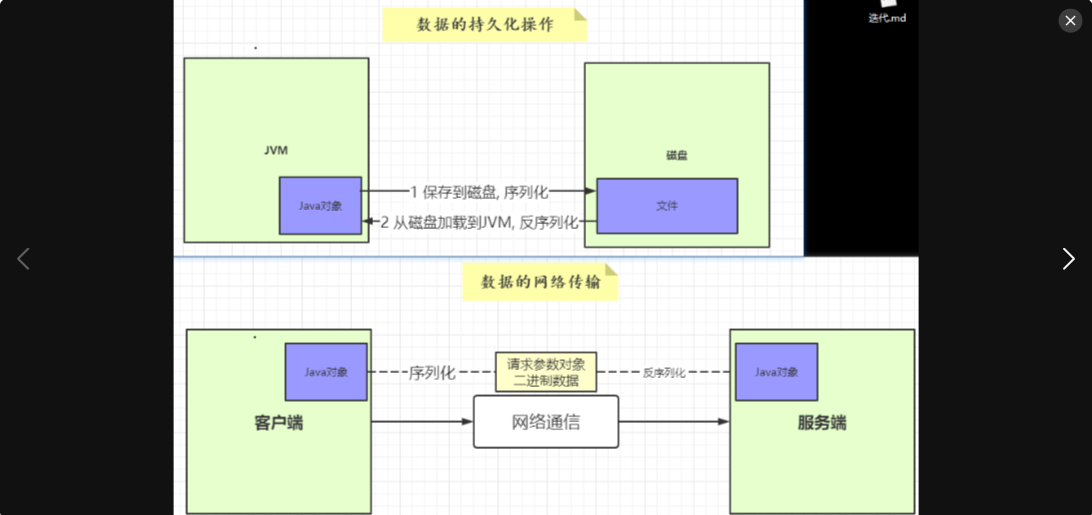 迭代.md
数据的持久化操作
JVM
磁盘
Java对象
文件
1 保存到磁盘, 序列化
2 从磁盘加载到JVM, 反序列化
数据的网络传输
Java对象
序列化
请求参数对象
二进制数据
反序列化
Java对象
客户端
网络通信
服务端